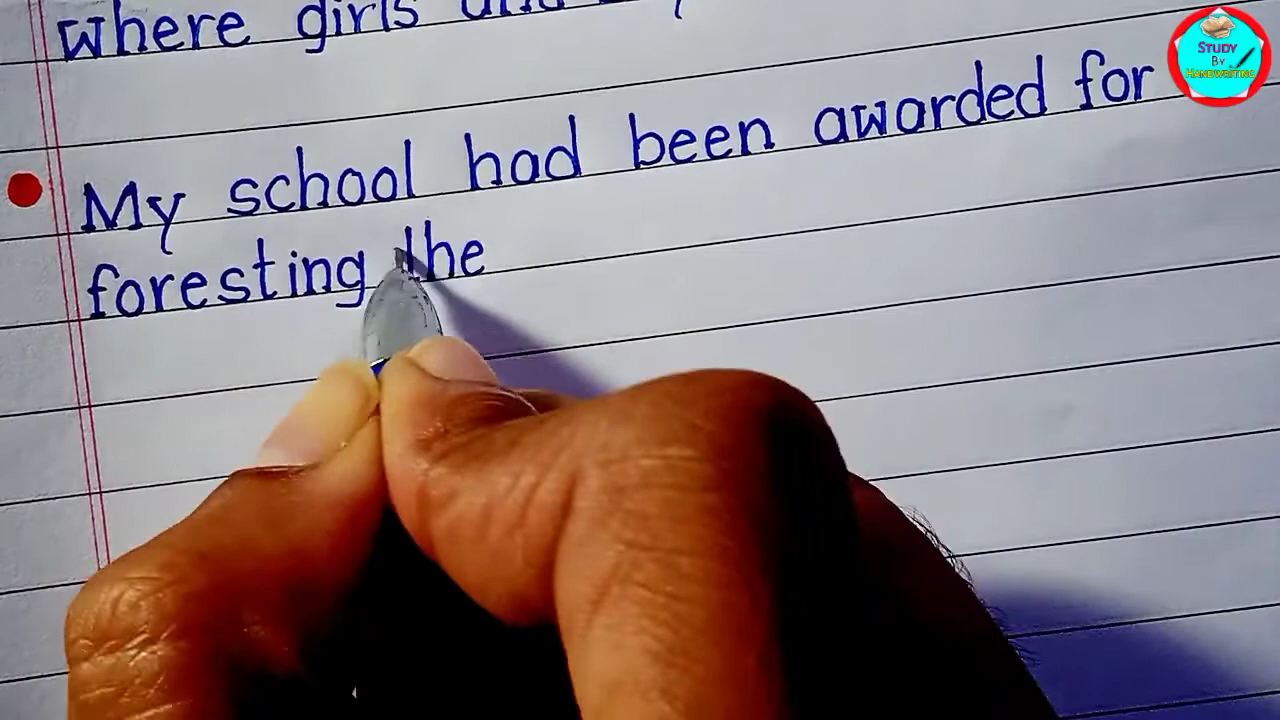 where girls and
My school had been awarded for
foresting the
STUDY
BY
HANDWRITING